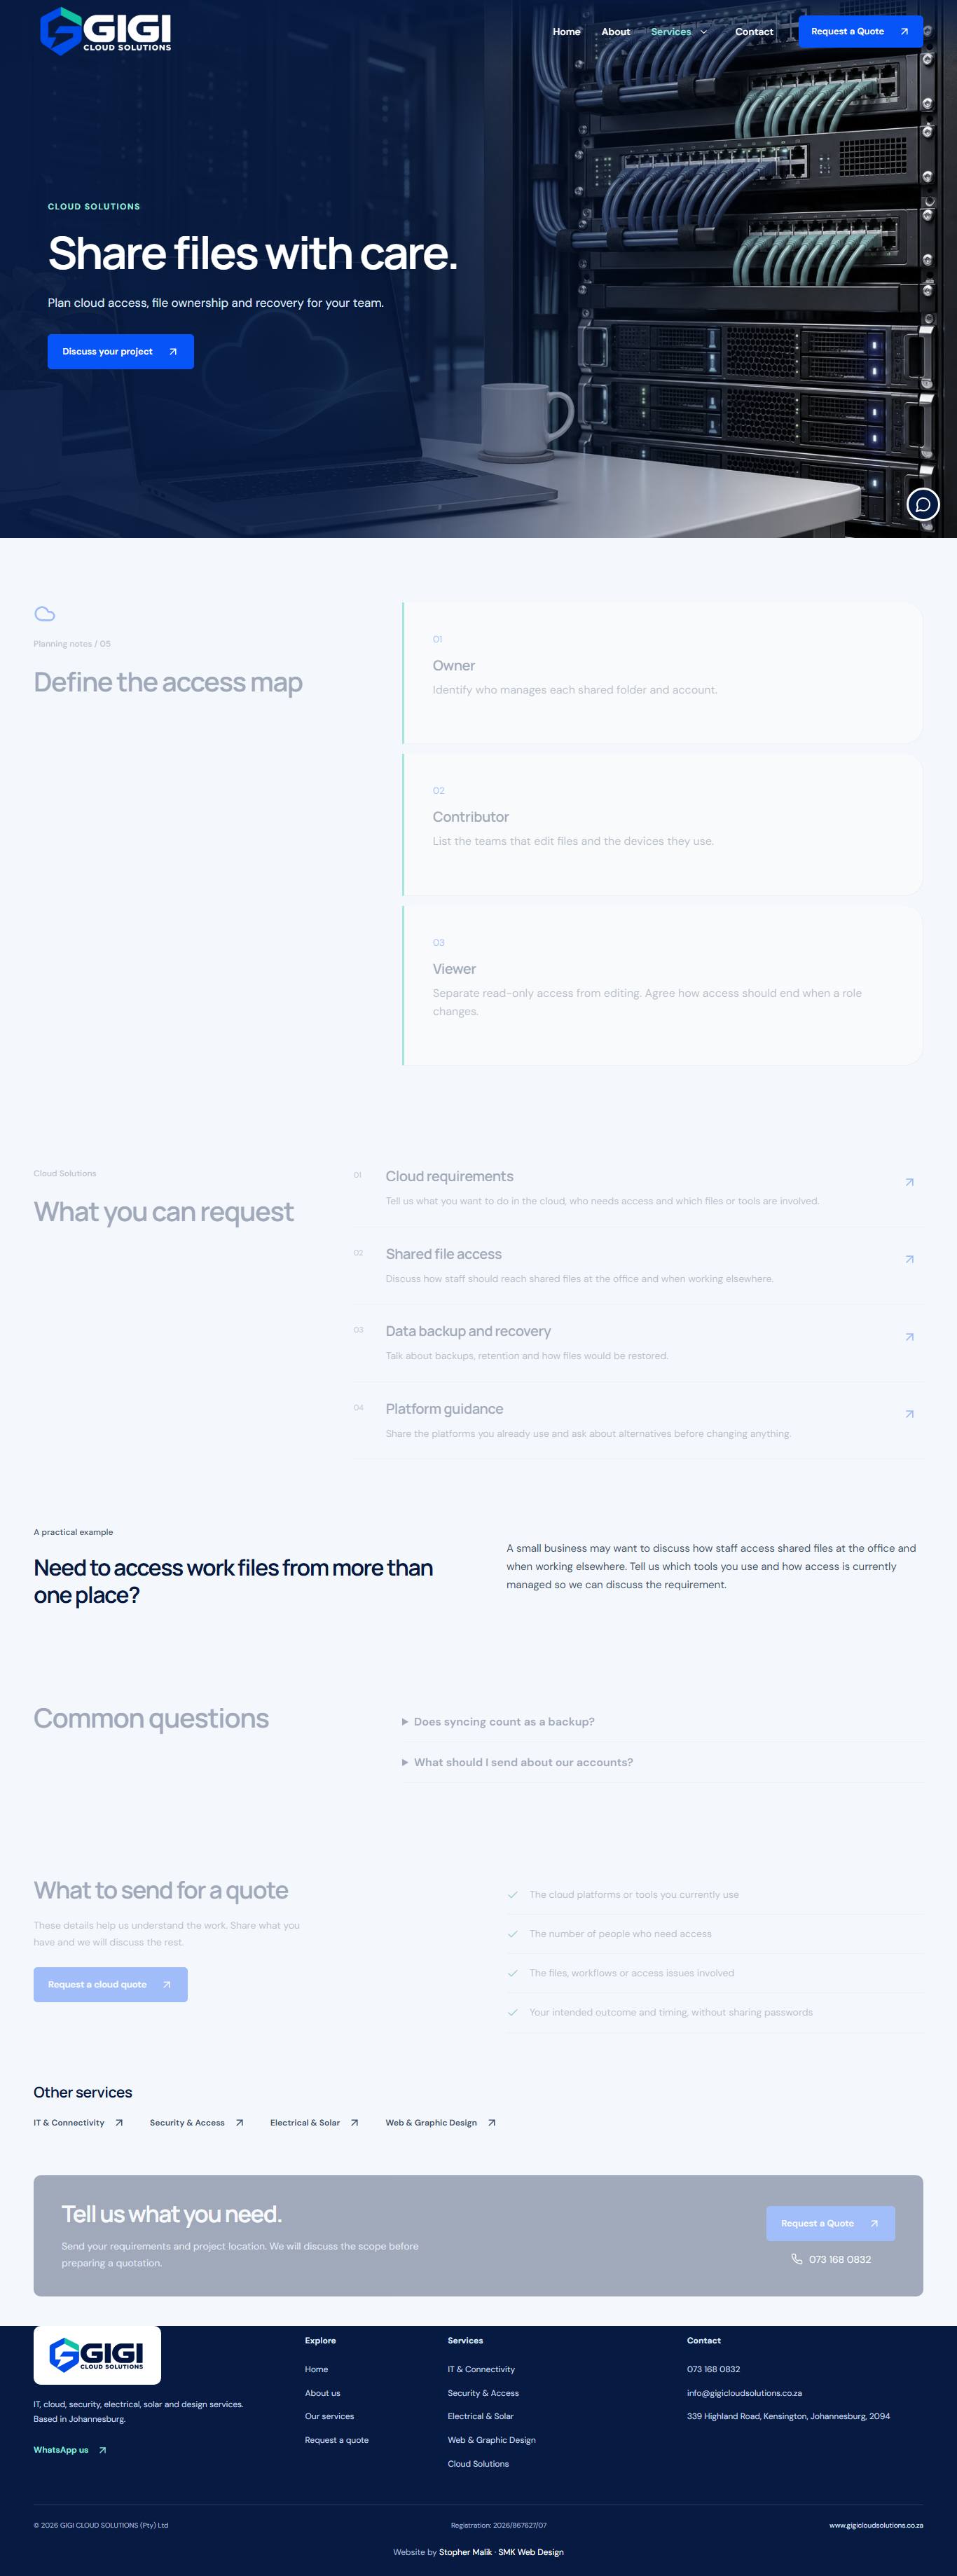 GIGI
CLOUD SOLUTIONS
Home
About
Services
Contact
Request a Quote
CLOUD SOLUTIONS
Share files with care.
Plan cloud access, file ownership and recovery for your team.
Discuss your project
Planning notes / 05
Define the access map
01
Owner
Identify who manages each shared folder and account.
02
Contributor
List the teams that edit files and the devices they use.
03
Viewer
Separate read-only access from editing. Agree how access should end when a role
changes.
Cloud Solutions
What you can request
01
Cloud requirements
Tell us what you want to do in the cloud, who needs access and which files or tools are involved.
02
Shared file access
Discuss how staff should reach shared files at the office and when working elsewhere.
03
Data backup and recovery
Talk about backups, retention and how files would be restored.
04
Platform guidance
Share the platforms you already use and ask about alternatives before changing anything.
A practical example
Need to access work files from more than
one place?
A small business may want to discuss how staff access shared files at the office and
when working elsewhere. Tell us which tools you use and how access is currently
managed so we can discuss the requirement.
Common questions
Does syncing count as a backup?
What should I send about our accounts?
What to send for a quote
These details help us understand the work. Share what you
have and we will discuss the rest.
Request a cloud quote
The cloud platforms or tools you currently use
The number of people who need access
The files, workflows or access issues involved
Your intended outcome and timing, without sharing passwords
Other services
IT & Connectivity
Security & Access
Electrical & Solar
Web & Graphic Design
Tell us what you need.
Send your requirements and project location. We will discuss the scope before
preparing a quotation.
Request a Quote
073 168 0832
GIGI
CLOUD SOLUTIONS
IT, cloud, security, electrical, solar and design services.
Based in Johannesburg.
WhatsApp us
Explore
Home
About us
Our services
Request a quote
Services
IT & Connectivity
Security & Access
Electrical & Solar
Web & Graphic Design
Cloud Solutions
Contact
073 168 0832
info@gigicloudsolutions.co.za
339 Highland Road, Kensington, Johannesburg, 2094
© 2026 GIGI CLOUD SOLUTIONS (Pty) Ltd
Registration: 2026/867627/07
www.gigicloudsolutions.co.za
Website by Stopher Malik · SMK Web Design